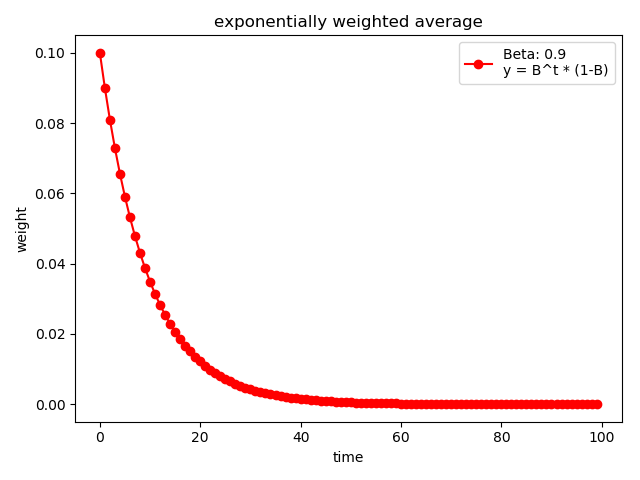 exponentially weighted average
Beta: 0.9
y = B^t * (1-B)
0.10
0.08
0.06
0.04
0.02
0.00
weight
0 20 40 60 80 100
time